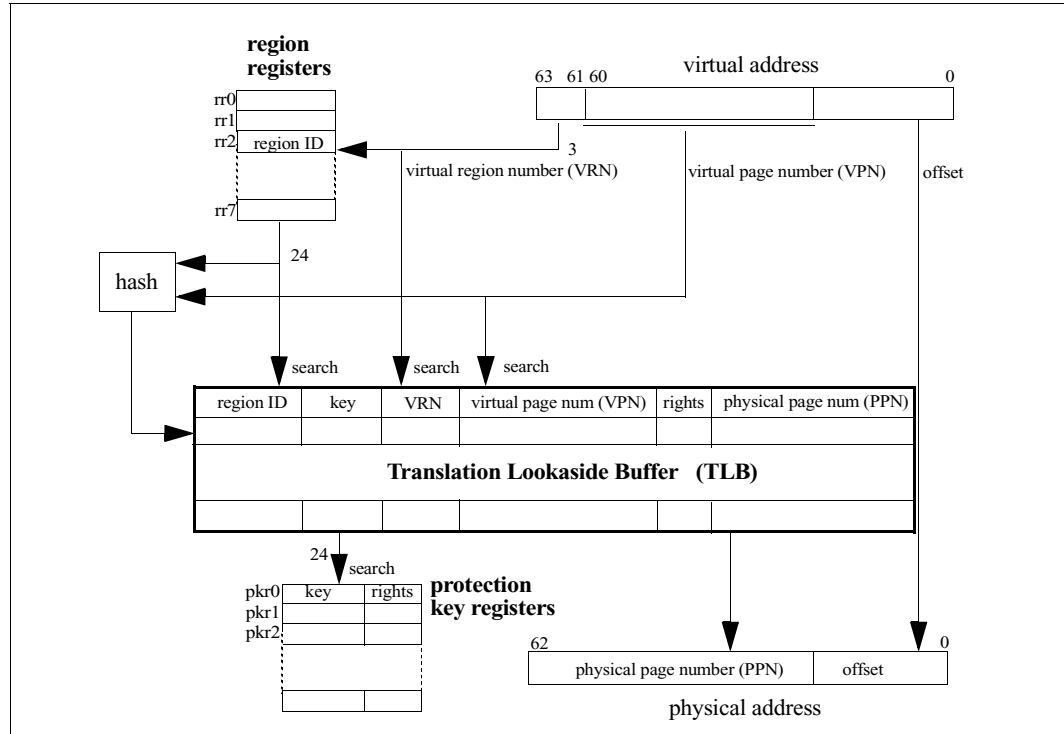 region
registers
virtual address
63 61 60 0
rr0
rr1
rr2 region ID
3
virtual region number (VRN) virtual page number (VPN) offset
rr7
24
hash
search search search
region ID key VRN virtual page num (VPN) rights physical page num (PPN)
Translation Lookaside Buffer (TLB)
24
search
pkr0 key rights
pkr1
pkr2
protection
key registers
62 0
physical page number (PPN) offset
physical address